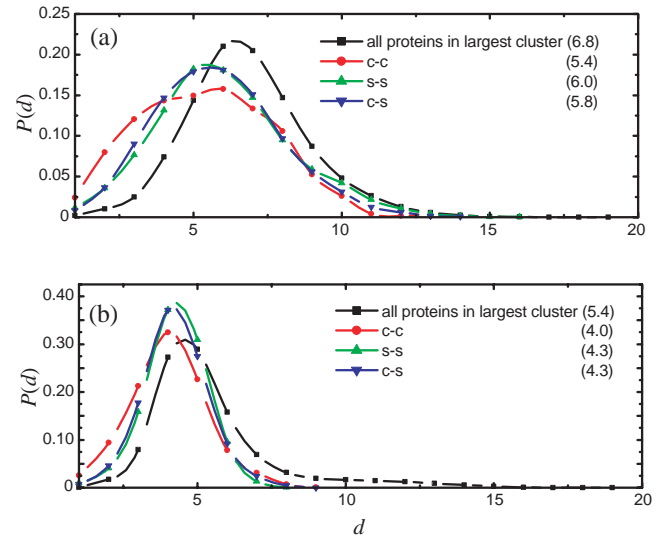 0.25
(a)
all proteins in largest cluster (6.8)
0.20
c-c (5.4)
s-s (6.0)
0.15
c-s (5.8)
P(d)
0.10
0.05
0
5 10 15 20
(b)
0.40
all proteins in largest cluster (5.4)
c-c (4.0)
0.30
s-s (4.3)
c-s (4.3)
P(d)
0.20
0.10
0
5 10 15 20
d